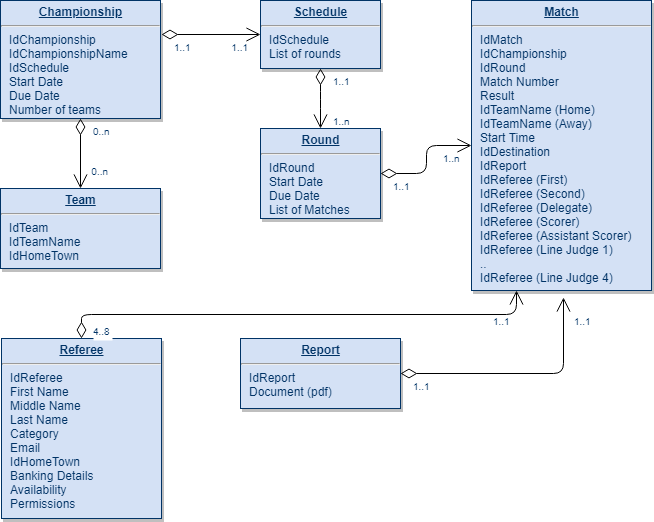 Championship
IdChampionship
IdChampionshipName
IdSchedule
Start Date
Due Date
Number of teams
1..1
1..1
Schedule
IdSchedule
List of rounds
1..1
1..n
0..n
0..n
Team
IdTeam
IdTeamName
IdHomeTown
Round
IdRound
Start Date
Due Date
List of Matches
1..1
1..n
Match
IdMatch
IdChampionship
IdRound
Match Number
Result
IdTeamName (Home)
IdTeamName (Away)
Start Time
IdDestination
IdReport
IdReferee (First)
IdReferee (Second)
IdReferee (Delegate)
IdReferee (Scorer)
IdReferee (Assistant Scorer)
IdReferee (Line Judge 1)
..
IdReferee (Line Judge 4)
4..8
1..1
1..1
Referee
IdReferee
First Name
Middle Name
Last Name
Category
Email
IdHomeTown
Banking Details
Availability
Permissions
Report
IdReport
Document (pdf)
1..1